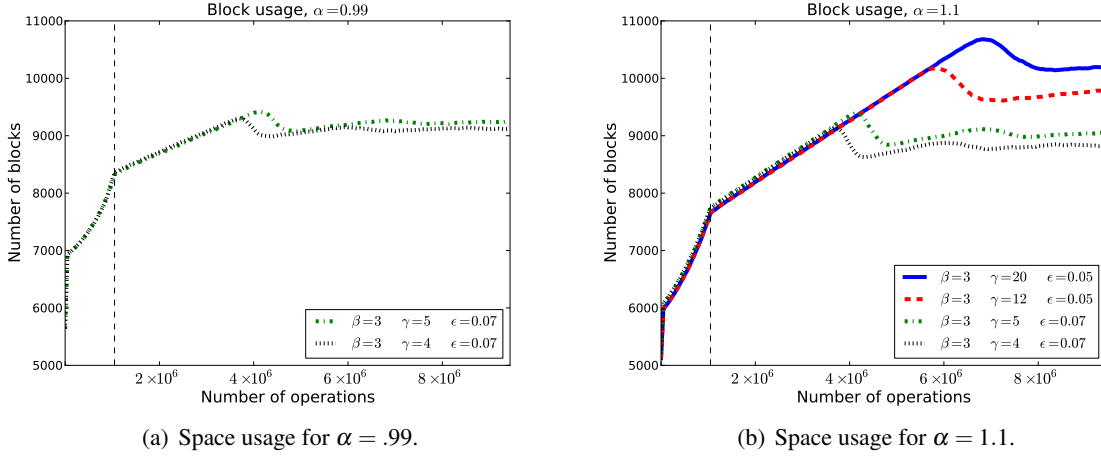 Block usage, α=0.99
11000
10000
9000
8000
7000
6000
5000
Number of blocks
2 ×10⁶
4 ×10⁶
6 ×10⁶
8 ×10⁶
Number of operations
β=3 γ=5 ϵ=0.07
β=3 γ=4 ϵ=0.07
(a) Space usage for α = .99.
Block usage, α=1.1
11000
10000
9000
8000
7000
6000
5000
Number of blocks
2 ×10⁶
4 ×10⁶
6 ×10⁶
8 ×10⁶
Number of operations
β=3 γ=20 ϵ=0.05
β=3 γ=12 ϵ=0.05
β=3 γ=5 ϵ=0.07
β=3 γ=4 ϵ=0.07
(b) Space usage for α = 1.1.